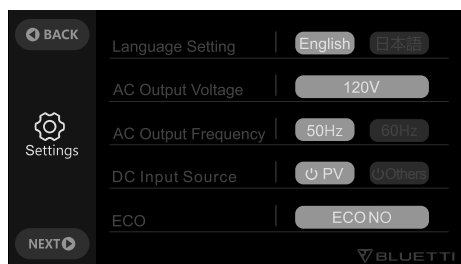 BACK
Language Setting | English 日本語
AC Output Voltage | 120V
AC Output Frequency | 50Hz 60Hz
Settings
DC Input Source | PV Others
ECO | ECO NO
NEXT
BLUETTI